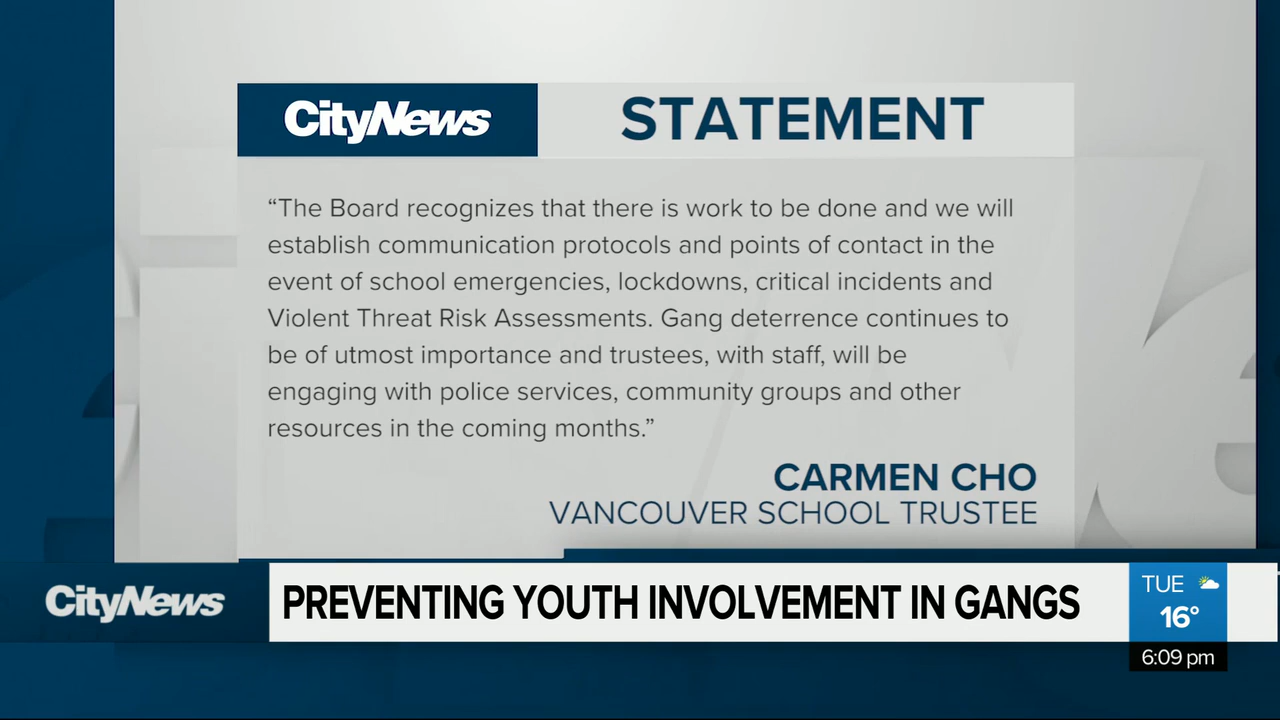 CityNews
STATEMENT
“The Board recognizes that there is work to be done and we will
establish communication protocols and points of contact in the
event of school emergencies, lockdowns, critical incidents and
Violent Threat Risk Assessments. Gang deterrence continues to
be of utmost importance and trustees, with staff, will be
engaging with police services, community groups and other
resources in the coming months.”
CARMEN CHO
VANCOUVER SCHOOL TRUSTEE
CityNews
PREVENTING YOUTH INVOLVEMENT IN GANGS
TUE
16°
6:09 pm